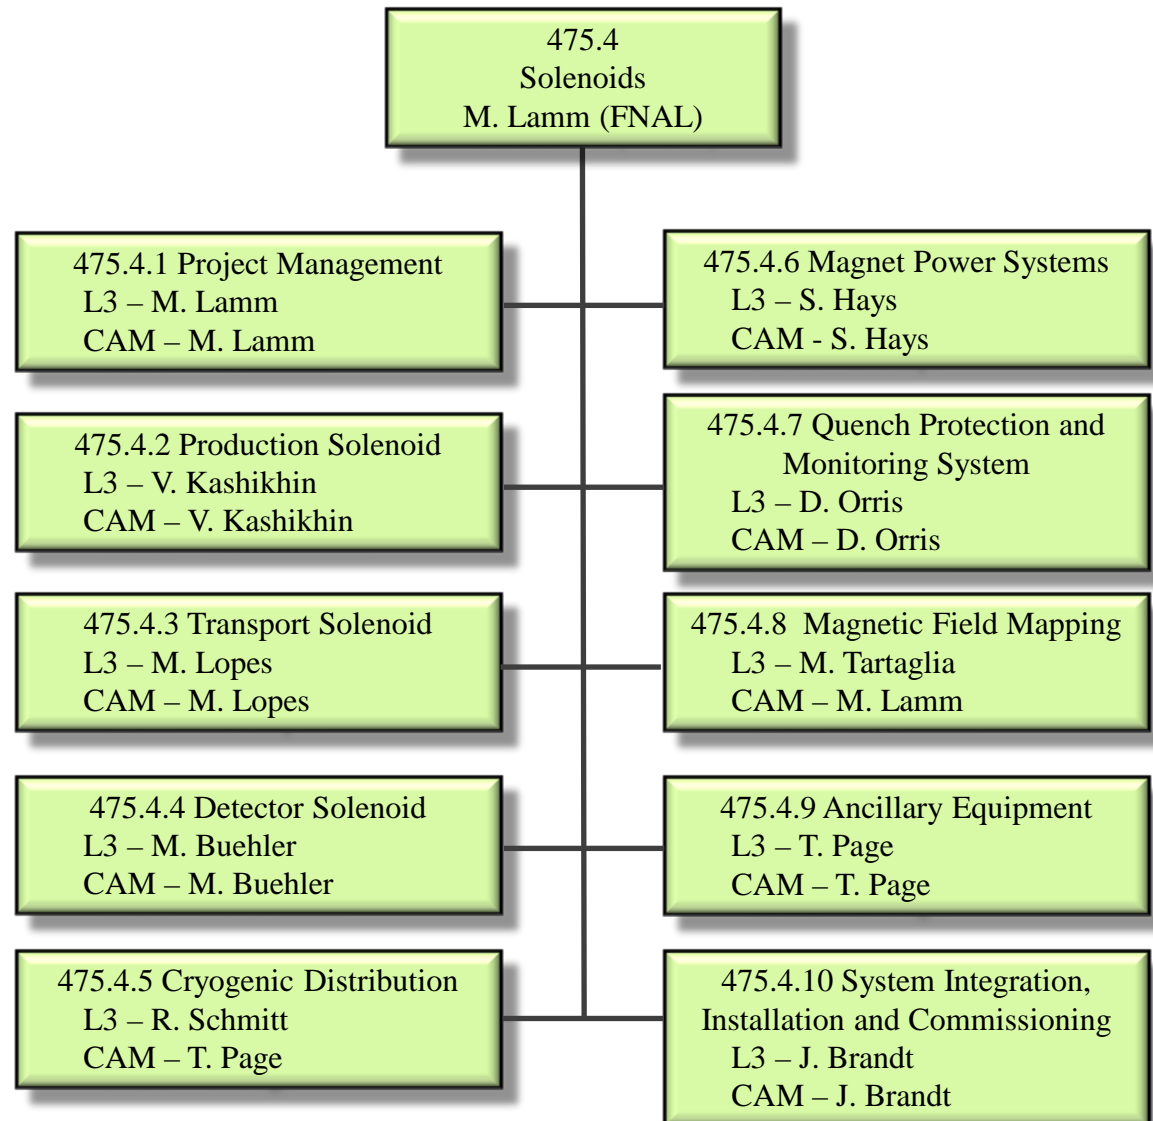 475.4
Solenoids
M. Lamm (FNAL)
475.4.1 Project Management
L3 – M. Lamm
CAM – M. Lamm
475.4.2 Production Solenoid
L3 – V. Kashikhin
CAM – V. Kashikhin
475.4.3 Transport Solenoid
L3 – M. Lopes
CAM – M. Lopes
475.4.4 Detector Solenoid
L3 – M. Buehler
CAM – M. Buehler
475.4.5 Cryogenic Distribution
L3 – R. Schmitt
CAM – T. Page
475.4.6 Magnet Power Systems
L3 – S. Hays
CAM - S. Hays
475.4.7 Quench Protection and
Monitoring System
L3 – D. Orris
CAM – D. Orris
475.4.8  Magnetic Field Mapping
L3 – M. Tartaglia
CAM – M. Lamm
475.4.9 Ancillary Equipment
L3 – T. Page
CAM – T. Page
475.4.10 System Integration,
Installation and Commissioning
L3 – J. Brandt
CAM – J. Brandt